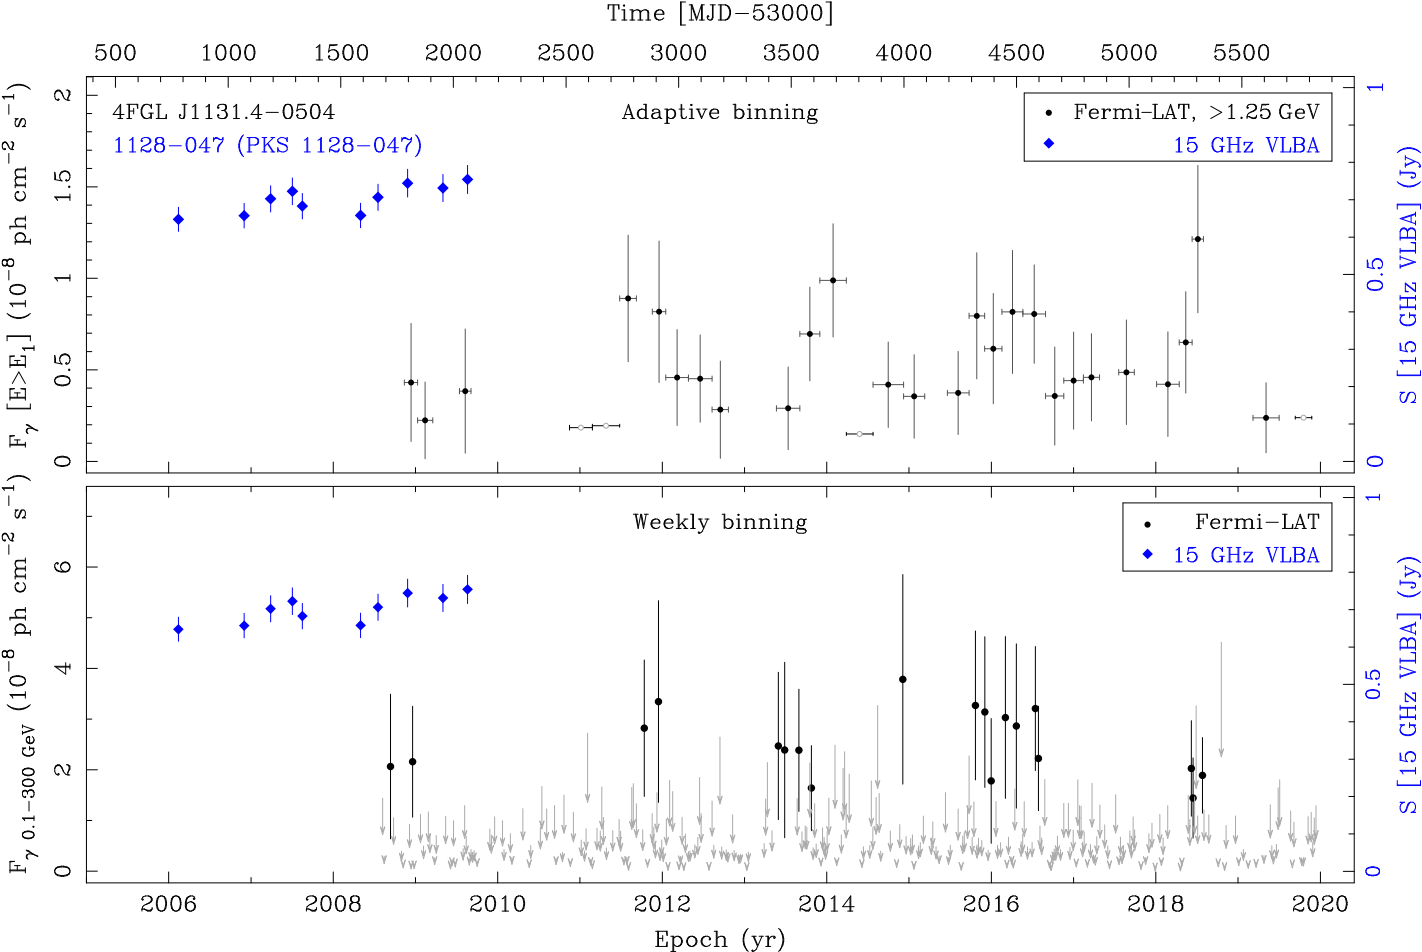 Time [MJD−53000]
500 1000 1500 2000 2500 3000 3500 4000 4500 5000 5500
4FGL J1131.4−0504
1128−047 (PKS 1128−047)
Adaptive binning
Fermi−LAT, >1.25 GeV
15 GHz VLBA
F_γ [E>E_1] (10^−8 ph cm^−2 s^−1)
0 0.5 1 1.5 2
S [15 GHz VLBA] (Jy)
0 0.5 1
Weekly binning
Fermi−LAT
15 GHz VLBA
F_γ 0.1−300 GeV (10^−8 ph cm^−2 s^−1)
0 2 4 6
S [15 GHz VLBA] (Jy)
0 0.5 1
2006 2008 2010 2012 2014 2016 2018 2020
Epoch (yr)